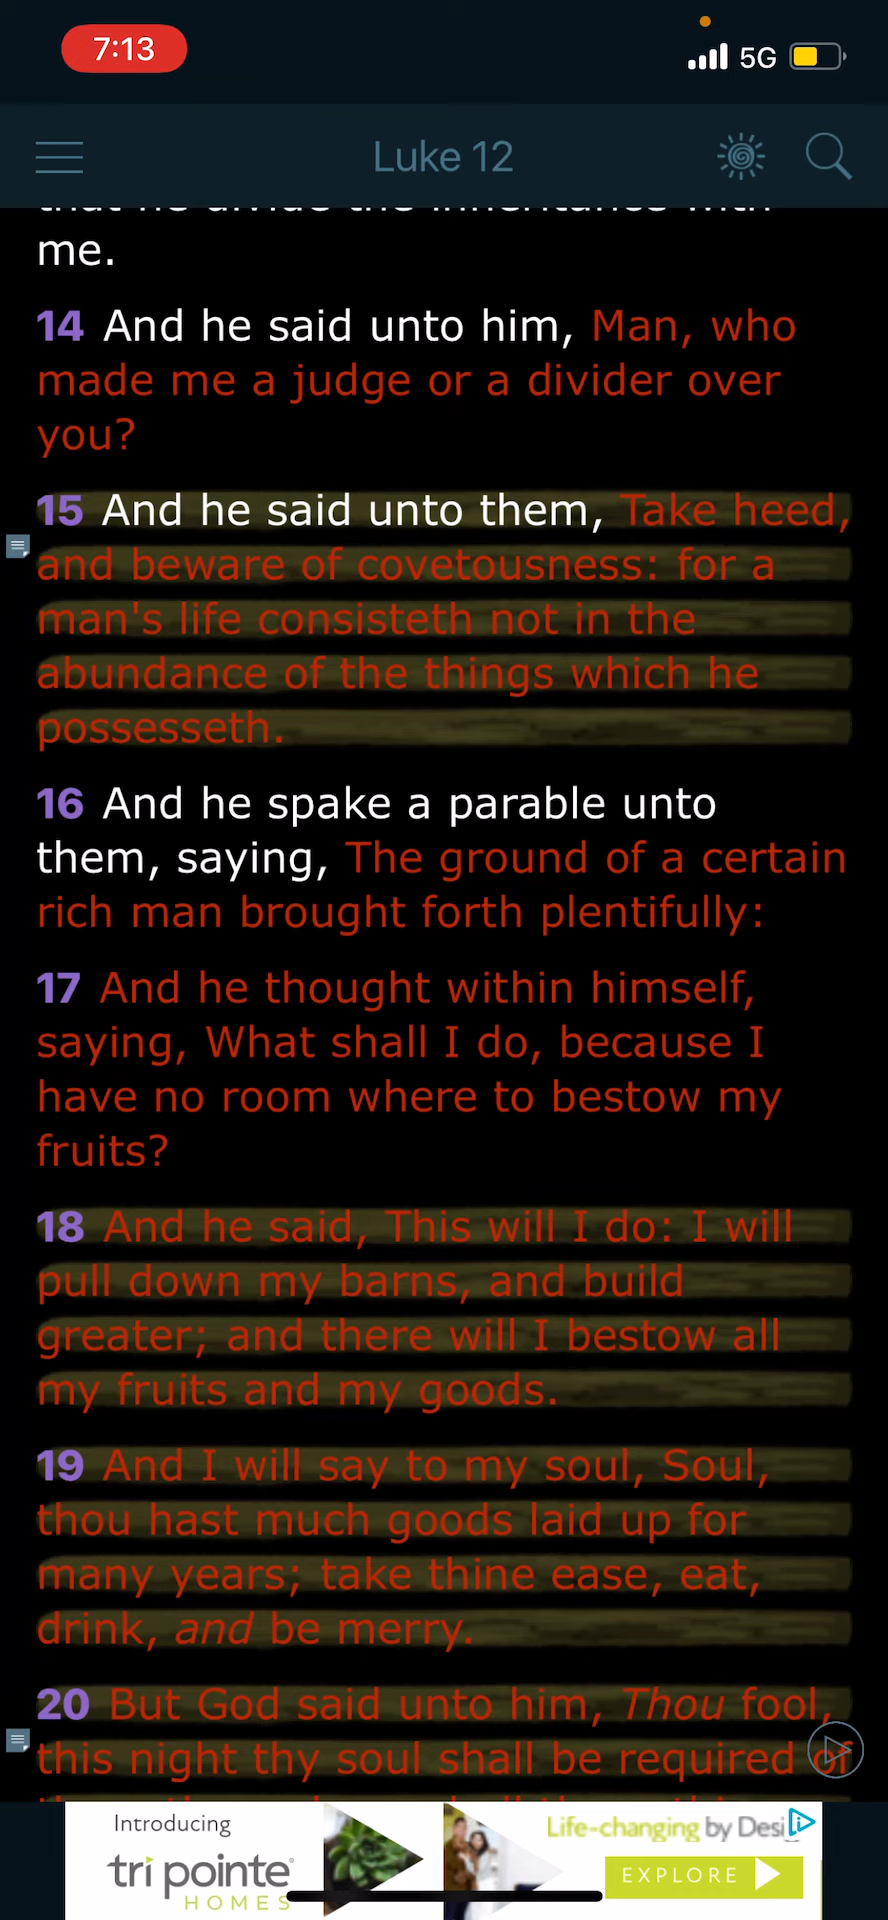 7:13
5G
Luke 12
that he divide the inheritance with
me.
14 And he said unto him, Man, who
made me a judge or a divider over
you?
15 And he said unto them, Take heed,
and beware of covetousness: for a
man's life consisteth not in the
abundance of the things which he
possesseth.
16 And he spake a parable unto
them, saying, The ground of a certain
rich man brought forth plentifully:
17 And he thought within himself,
saying, What shall I do, because I
have no room where to bestow my
fruits?
18 And he said, This will I do: I will
pull down my barns, and build
greater; and there will I bestow all
my fruits and my goods.
19 And I will say to my soul, Soul,
thou hast much goods laid up for
many years; take thine ease, eat,
drink, and be merry.
20 But God said unto him, Thou fool,
this night thy soul shall be required of
Introducing
tri pointe
HOMES
Life-changing by Desi
EXPLORE